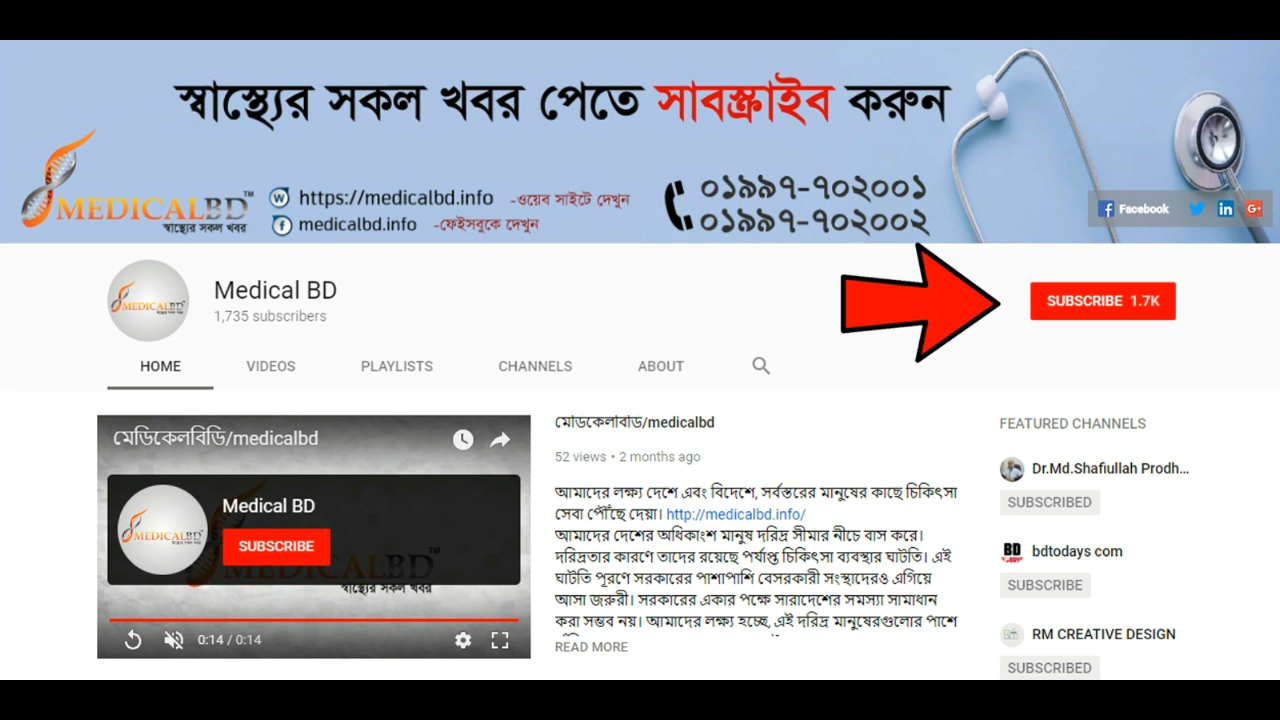 স্বাস্থ্যের সকল খবর পেতে সাবস্ক্রাইব করুন
MEDICALBD™
স্বাস্থ্যের সকল খবর
https://medicalbd.info -ওয়েব সাইটে দেখুন
medicalbd.info -ফেইসবুকে দেখুন
০১৯৯৭-৭০২০০১
০১৯৯৭-৭০২০০২
Facebook
Medical BD
1,735 subscribers
SUBSCRIBE 1.7K
HOME VIDEOS PLAYLISTS CHANNELS ABOUT
মেডিকেলবিডি/medicalbd
Medical BD
SUBSCRIBE
MEDICALBD™
স্বাস্থ্যের সকল খবর
0:14 / 0:14
মেডিকেলবিডি/medicalbd
52 views • 2 months ago
আমাদের লক্ষ্য দেশে এবং বিদেশে, সর্বস্তরের মানুষের কাছে চিকিৎসা
সেবা পৌঁছে দেয়া। http://medicalbd.info/
আমাদের দেশের অধিকাংশ মানুষ দরিদ্র সীমার নীচে বাস করে।
দরিদ্রতার কারণে তাদের রয়েছে পর্যাপ্ত চিকিৎসা ব্যবস্থার ঘাটতি। এই
ঘাটতি পূরণে সরকারের পাশাপাশি বেসরকারী সংস্থাদেরও এগিয়ে
আসা জরুরী। সরকারের একার পক্ষে সারাদেশের সমস্যা সামাধান
করা সম্ভব নয়। আমাদের লক্ষ্য হচ্ছে, এই দরিদ্র মানুষেরগুলোর পাশে
READ MORE
FEATURED CHANNELS
Dr.Md.Shafiullah Prodh...
SUBSCRIBED
bdtodays com
SUBSCRIBE
RM CREATIVE DESIGN
SUBSCRIBED